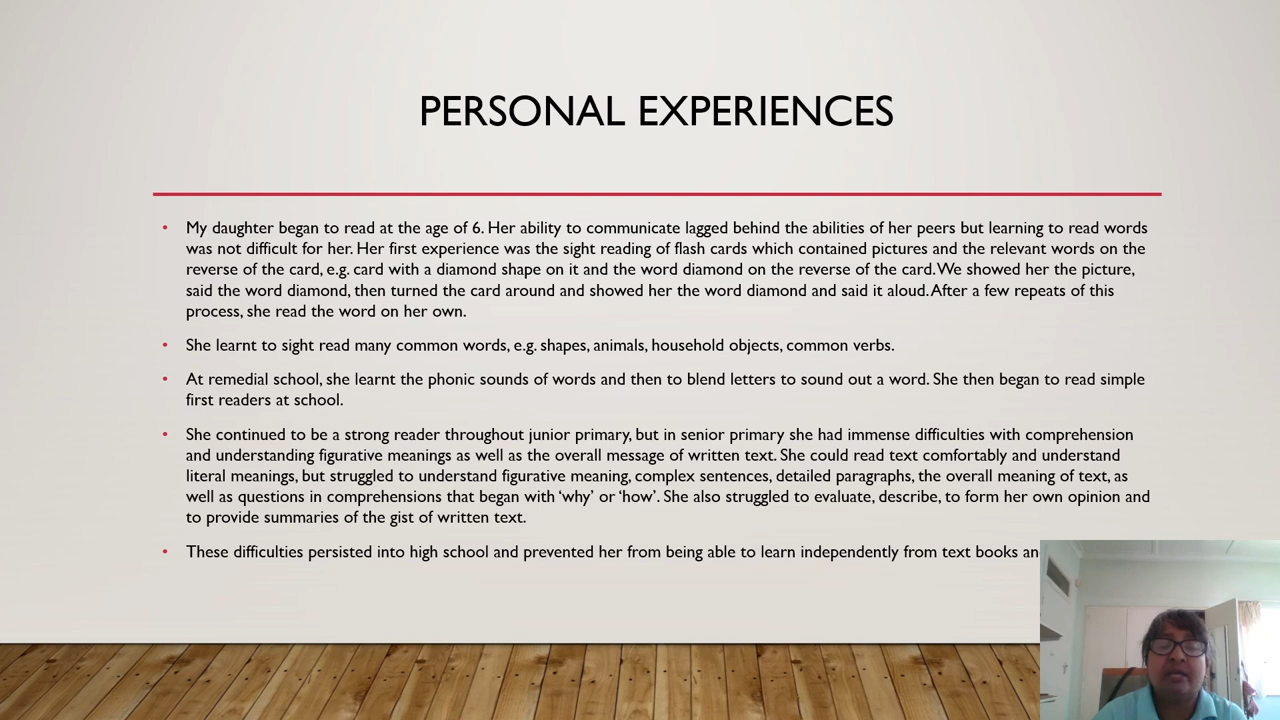 PERSONAL EXPERIENCES
• My daughter began to read at the age of 6. Her ability to communicate lagged behind the abilities of her peers but learning to read words
was not difficult for her. Her first experience was the sight reading of flash cards which contained pictures and the relevant words on the
reverse of the card, e.g. card with a diamond shape on it and the word diamond on the reverse of the card. We showed her the picture,
said the word diamond, then turned the card around and showed her the word diamond and said it aloud. After a few repeats of this
process, she read the word on her own.
• She learnt to sight read many common words, e.g. shapes, animals, household objects, common verbs.
• At remedial school, she learnt the phonic sounds of words and then to blend letters to sound out a word. She then began to read simple
first readers at school.
• She continued to be a strong reader throughout junior primary, but in senior primary she had immense difficulties with comprehension
and understanding figurative meanings as well as the overall message of written text. She could read text comfortably and understand
literal meanings, but struggled to understand figurative meaning, complex sentences, detailed paragraphs, the overall meaning of text, as
well as questions in comprehensions that began with ‘why’ or ‘how’. She also struggled to evaluate, describe, to form her own opinion and
to provide summaries of the gist of written text.
• These difficulties persisted into high school and prevented her from being able to learn independently from text books